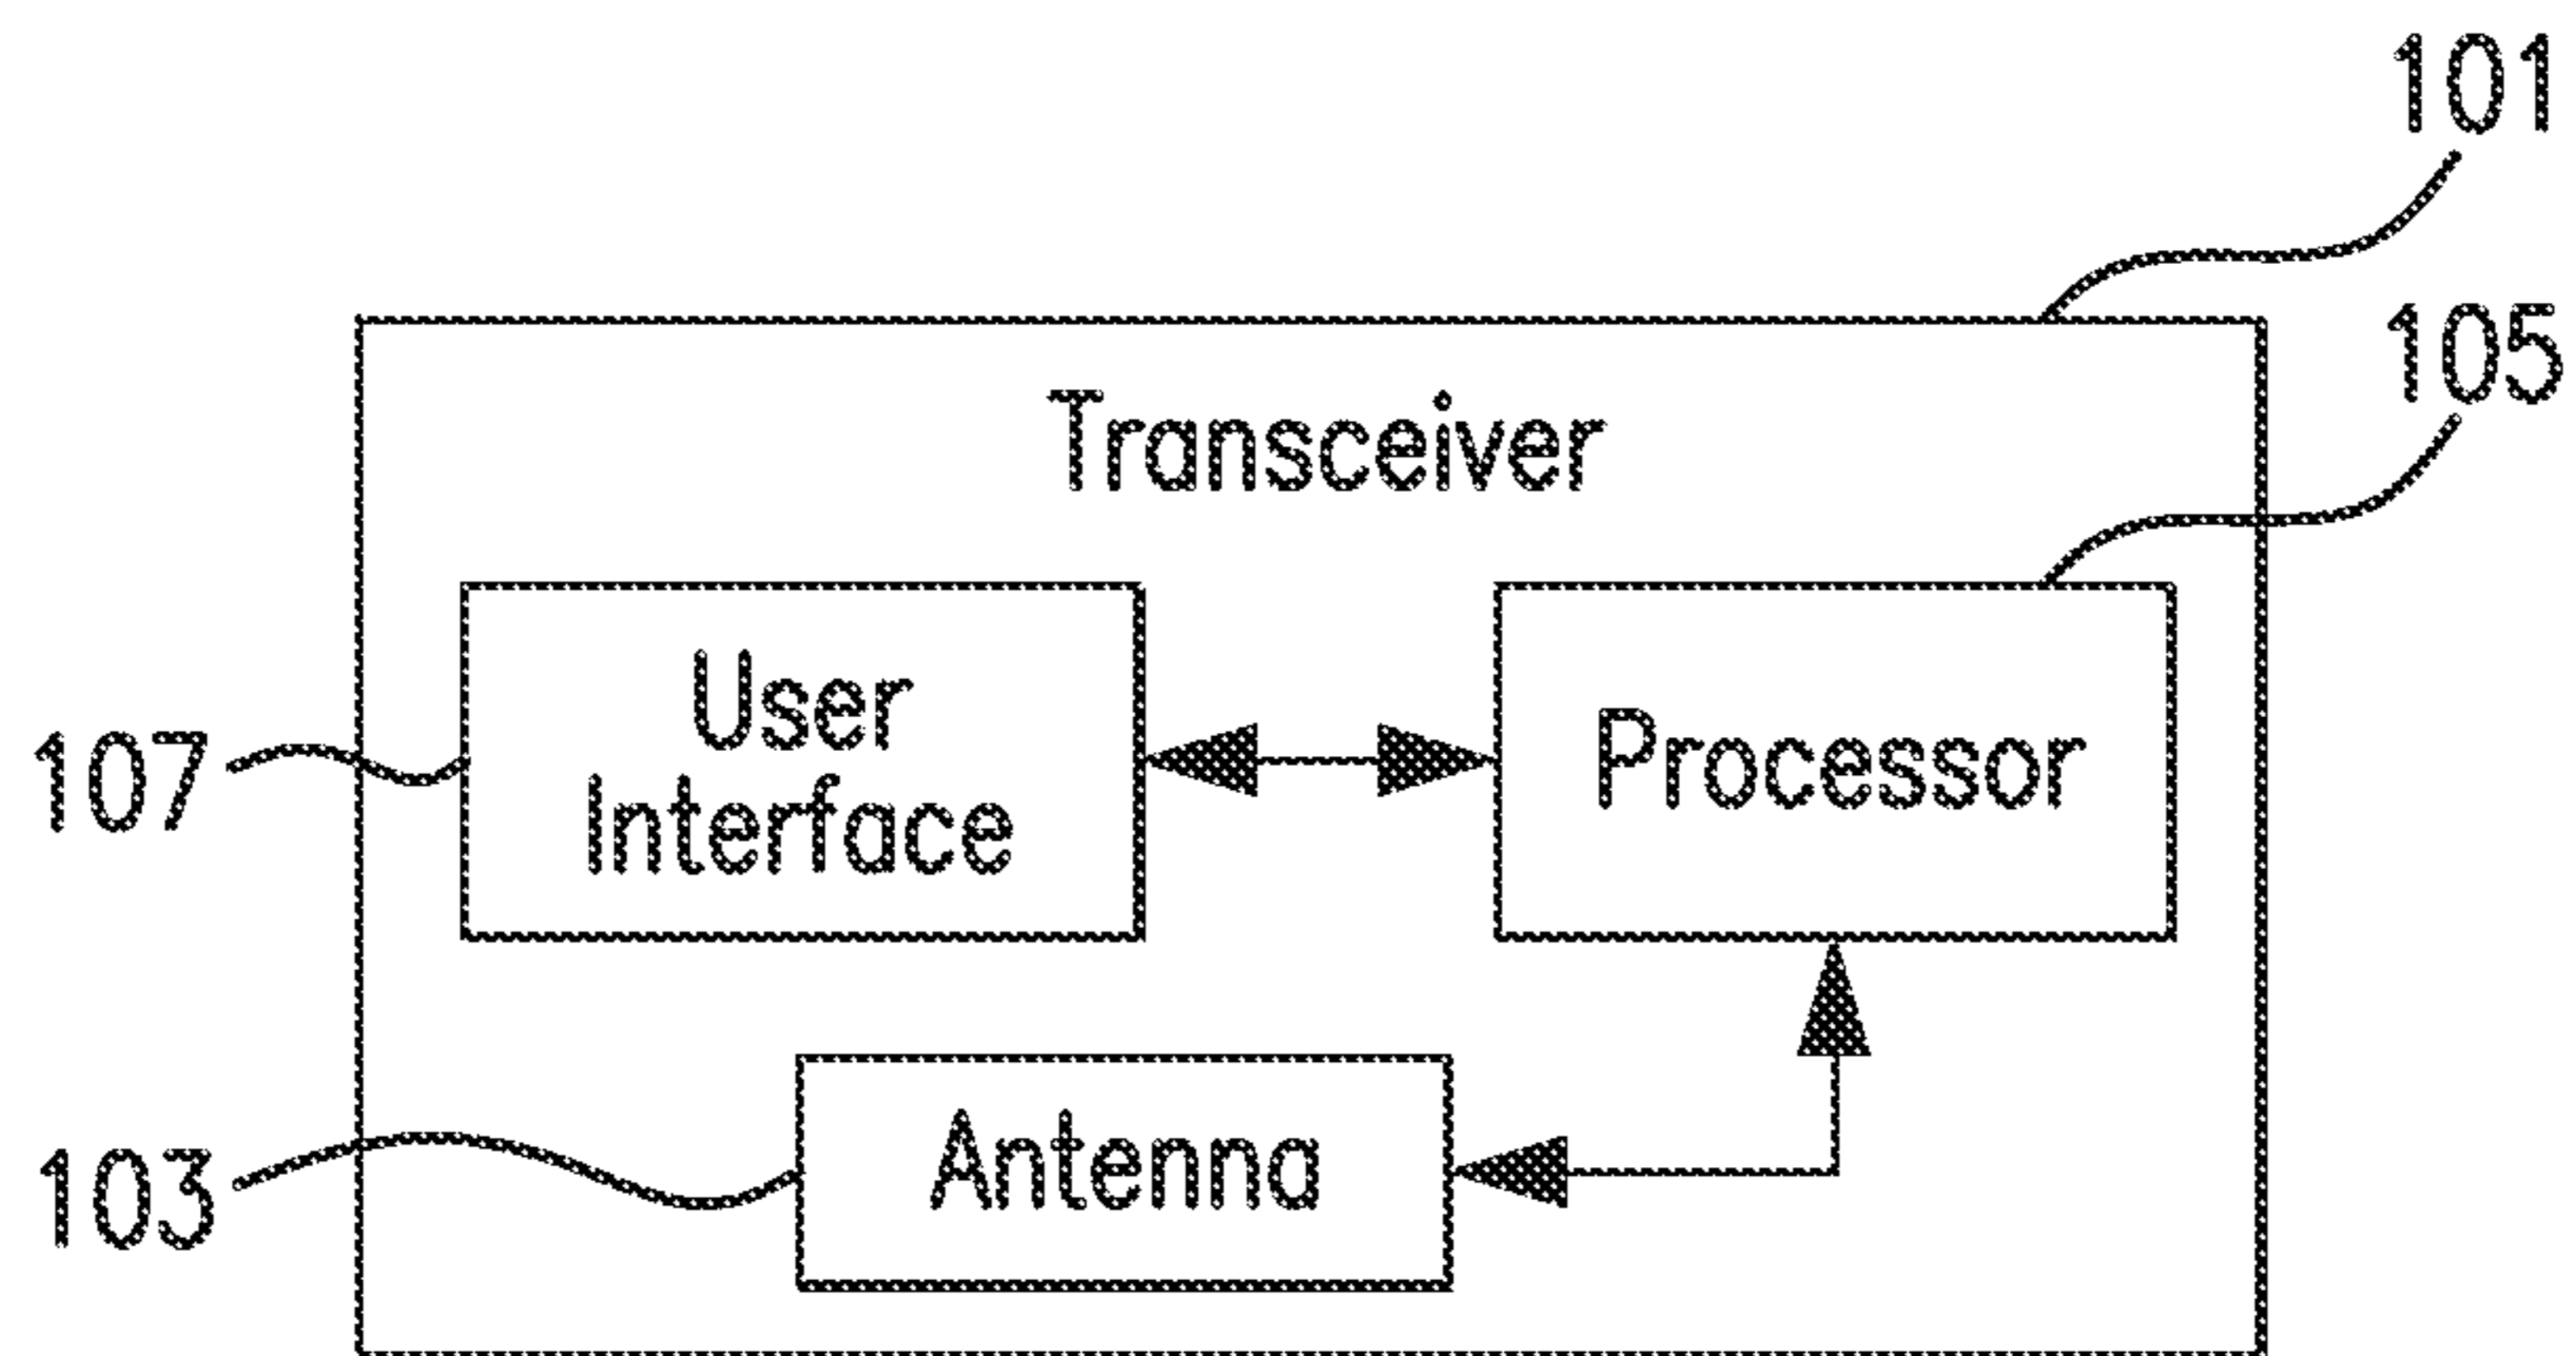 101
105
Transceiver
User
Interface
Processor
107
Antenna
103